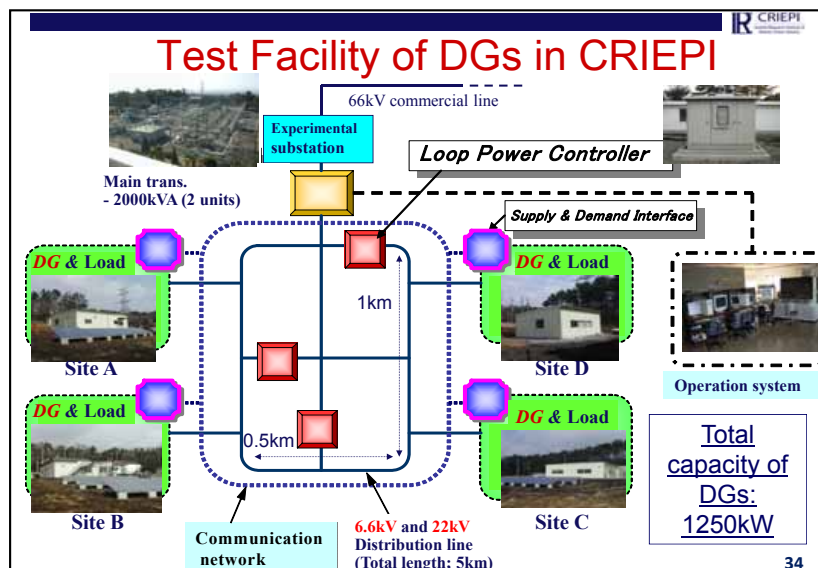 CRIEPI
Test Facility of DGs in CRIEPI
66kV commercial line
Experimental
substation
Loop Power Controller
Main trans.
- 2000kVA (2 units)
Supply & Demand Interface
DG & Load
DG & Load
1km
Site A
Site D
Operation system
DG & Load
DG & Load
0.5km
Total
capacity of
DGs:
1250kW
Site B
Site C
Communication
network
6.6kV and 22kV
Distribution line
(Total length; 5km)
34